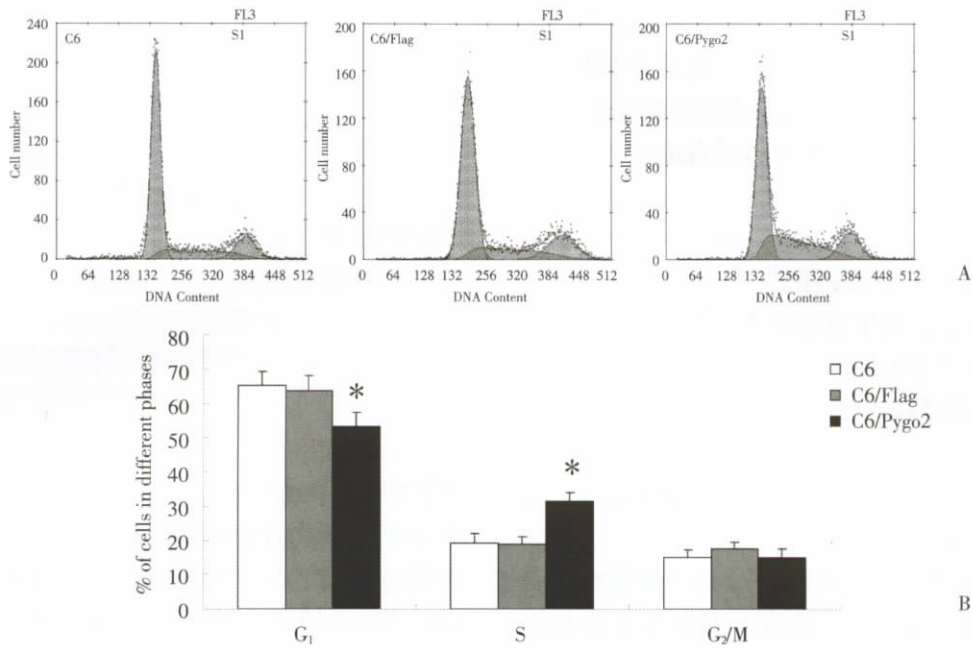 FL3
S1
C6
240
200
160
120
80
40
0
Cell number
0 64 128 192 256 320 384 448 512
DNA Content
FL3
S1
C6/Flag
200
160
120
80
40
0
Cell number
0 64 128 192 256 320 384 448 512
DNA Content
FL3
S1
C6/Pygo2
200
160
120
80
40
0
Cell number
0 64 128 192 256 320 384 448 512
DNA Content
A
80
70
60
50
40
30
20
10
0
% of cells in different phases
*
*
C6
C6/Flag
C6/Pygo2
G₁ S G₂/M
B